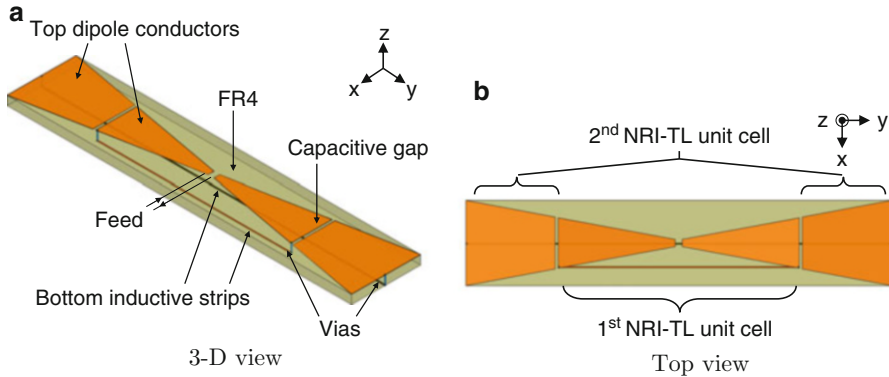 a
Top dipole conductors
z
x
y
FR4
Capacitive gap
Feed
Bottom inductive strips
Vias
3-D view
b
z
y
x
2nd NRI-TL unit cell
1st NRI-TL unit cell
Top view